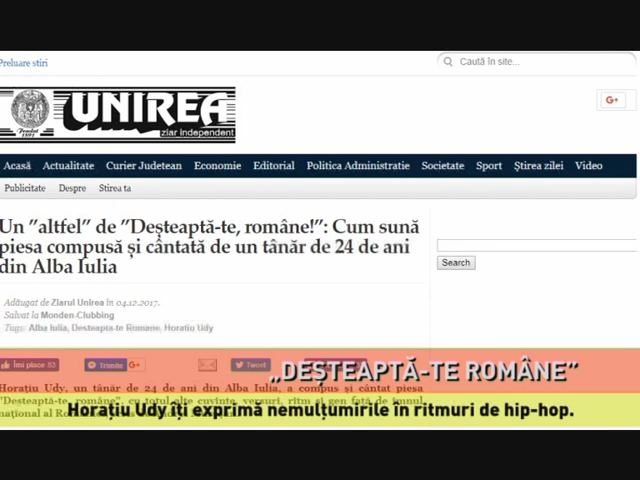 Preluare stiri
Caută în site...
UNIREA
ziar independent
G+
Acasă Actualitate Curier Judetean Economie Editorial Politica Administratie Societate Sport Știrea zilei Video
Publicitate Despre Stirea ta
Un ”altfel” de ”Deșteaptă-te, române!”: Cum sună
piesa compusă și cântată de un tânăr de 24 de ani
din Alba Iulia
Search
Adăugat de Ziarul Unirea în 04.12.2017.
Salvat la Monden-Clubbing
Tags: Alba Iulia, Desteapta-te Romane, Horatiu Udy
Îmi place 53 Trimite G+ Tweet
„DEȘTEAPTĂ-TE ROMÂNE”
Horațiu Udy, un tânăr de 24 de ani din Alba Iulia, a compus și cântat piesa
"Deșteaptă-te, române", cu totul alte cuvinte, versuri, ritm și gen față de
Horațiu Udy îți exprimă nemulțumirile în ritmuri de hip-hop.